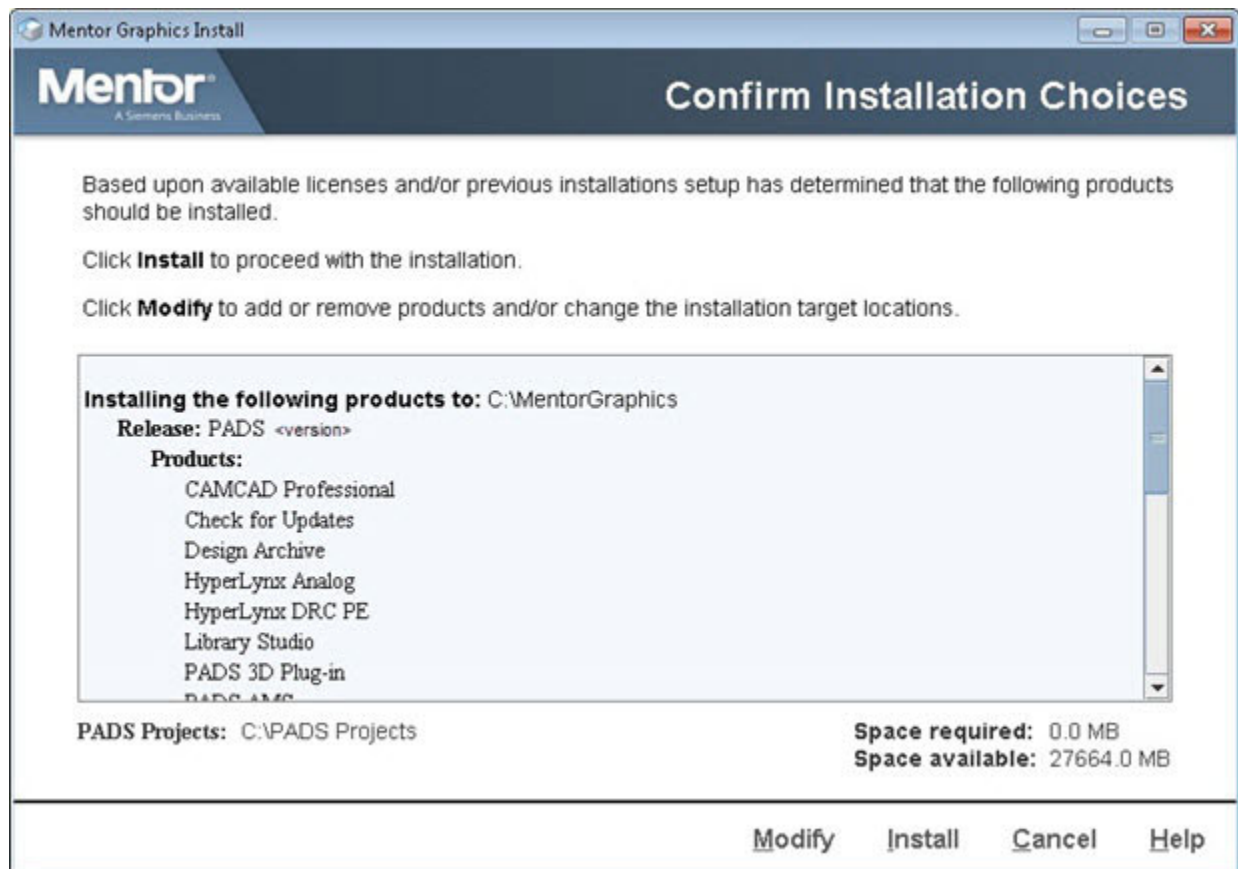 Mentor Graphics Install
Mentor®
A Siemens Business
Confirm Installation Choices
Based upon available licenses and/or previous installations setup has determined that the following products
should be installed.
Click Install to proceed with the installation.
Click Modify to add or remove products and/or change the installation target locations.
Installing the following products to: C:\MentorGraphics
Release: PADS <version>
Products:
CAMCAD Professional
Check for Updates
Design Archive
HyperLynx Analog
HyperLynx DRC PE
Library Studio
PADS 3D Plug-in
PADS AMS
PADS Projects: C:\PADS Projects
Space required: 0.0 MB
Space available: 27664.0 MB
Modify Install Cancel Help